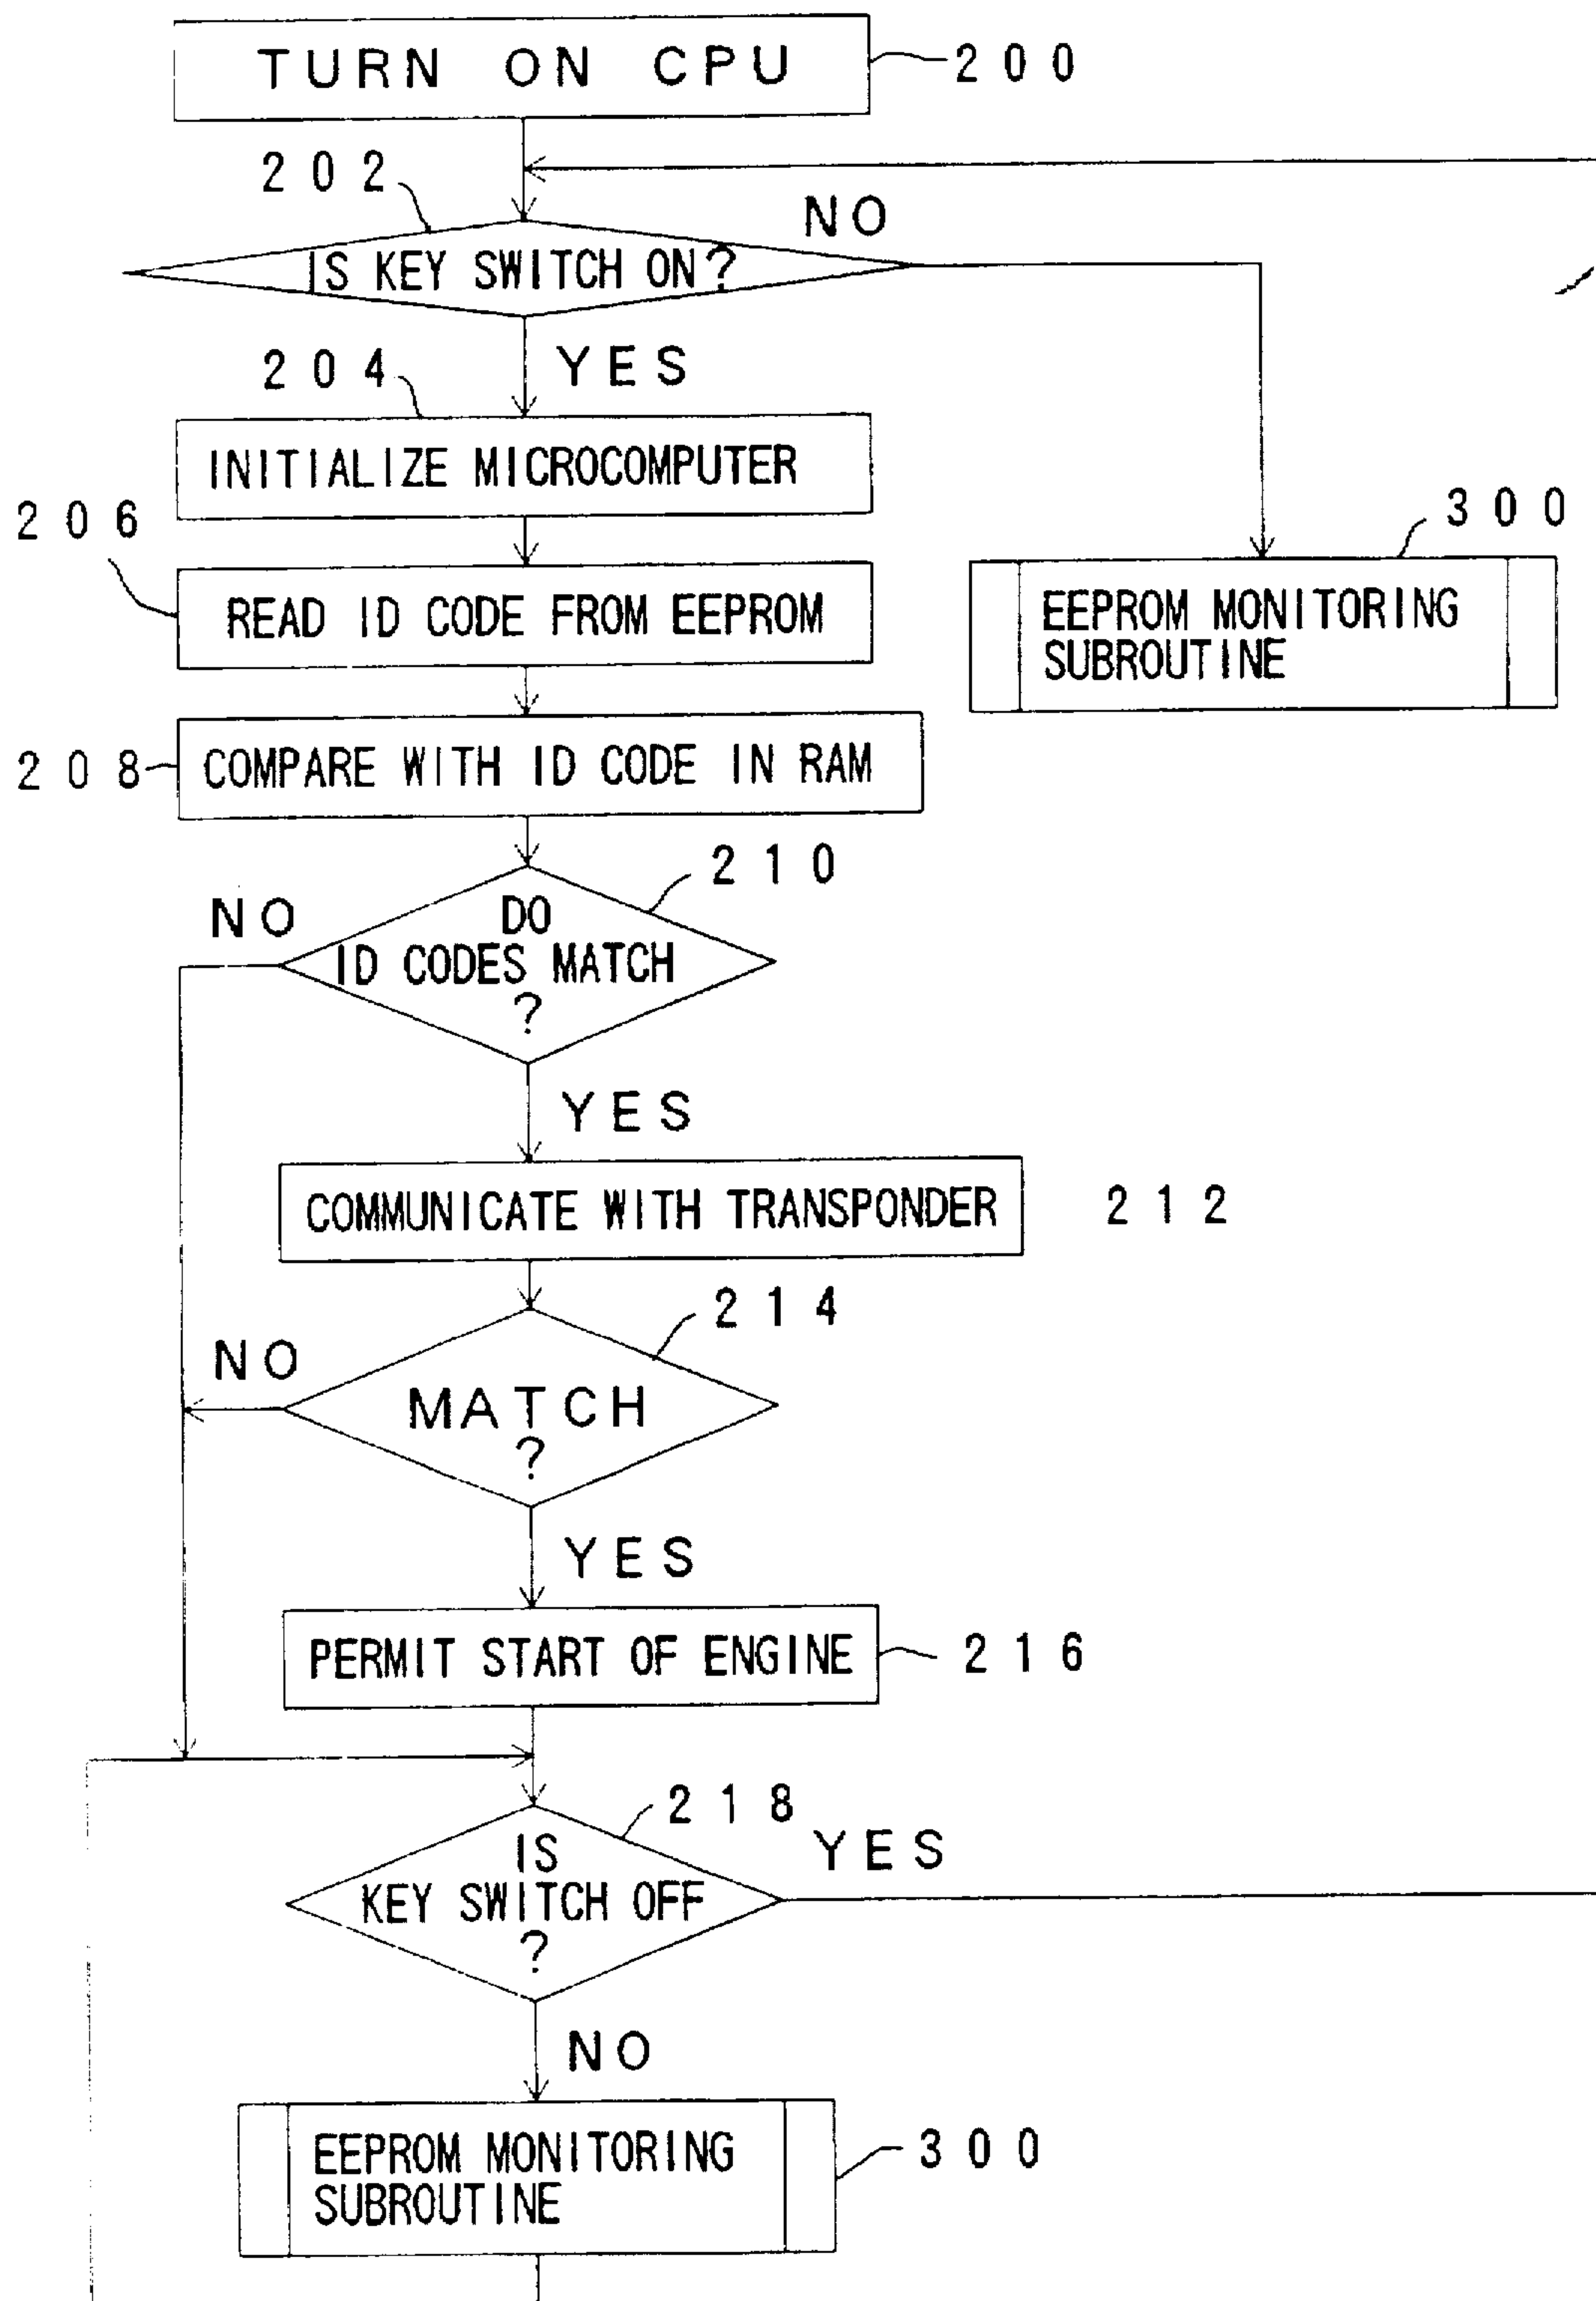 TURN ON CPU
200
202
NO
IS KEY SWITCH ON?
204
YES
INITIALIZE MICROCOMPUTER
206
300
READ ID CODE FROM EEPROM
EEPROM MONITORING
SUBROUTINE
208
COMPARE WITH ID CODE IN RAM
210
NO
DO
ID CODES MATCH
?
YES
COMMUNICATE WITH TRANSPONDER
212
214
NO
MATCH
?
YES
PERMIT START OF ENGINE
216
218
YES
IS
KEY SWITCH OFF
?
NO
EEPROM MONITORING
SUBROUTINE
300